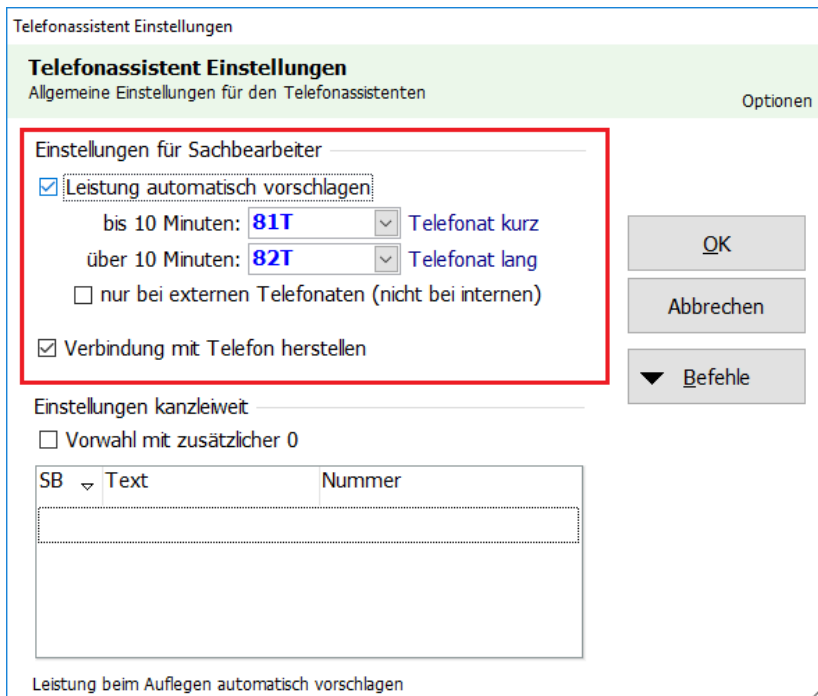 Telefonassistent Einstellungen
Telefonassistent Einstellungen
Allgemeine Einstellungen für den Telefonassistenten
Optionen
Einstellungen für Sachbearbeiter
Leistung automatisch vorschlagen
bis 10 Minuten: 81T Telefonat kurz
über 10 Minuten: 82T Telefonat lang
nur bei externen Telefonaten (nicht bei internen)
Verbindung mit Telefon herstellen
OK
Abbrechen
Befehle
Einstellungen kanzleiweit
Vorwahl mit zusätzlicher 0
SB Text Nummer
Leistung beim Auflegen automatisch vorschlagen